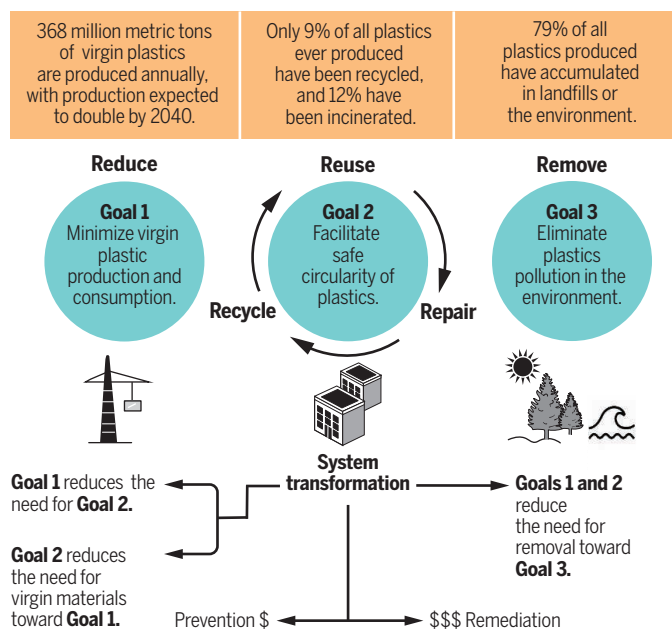 368 million metric tons
of virgin plastics
are produced annually,
with production expected
to double by 2040.
Only 9% of all plastics
ever produced
have been recycled,
and 12% have
been incinerated.
79% of all
plastics produced
have accumulated
in landfills or
the environment.
Reduce
Goal 1
Minimize virgin
plastic
production and
consumption.
Reuse
Goal 2
Facilitate
safe
circularity of
plastics.
Recycle
Repair
Remove
Goal 3
Eliminate
plastics
pollution in the
environment.
System
transformation
Goal 1 reduces the
need for Goal 2.
Goal 2 reduces
the need for
virgin materials
toward Goal 1.
Goals 1 and 2
reduce
the need for
removal toward
Goal 3.
Prevention $
$$$ Remediation